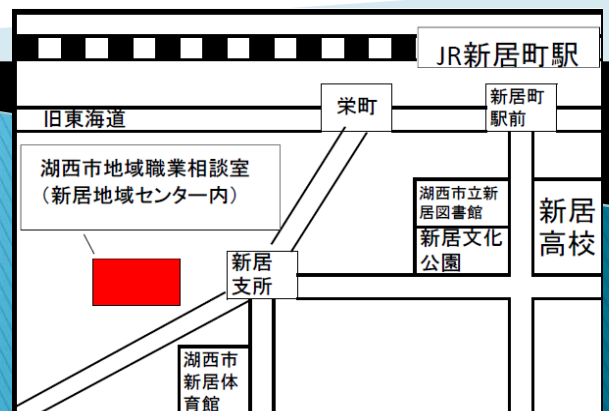 JR新居町駅
栄町
新居町
駅前
旧東海道
湖西市地域職業相談室
（新居地域センター内）
湖西市立新
居図書館
新居文化
公園
新居
高校
新居
支所
湖西市
新居体
育館